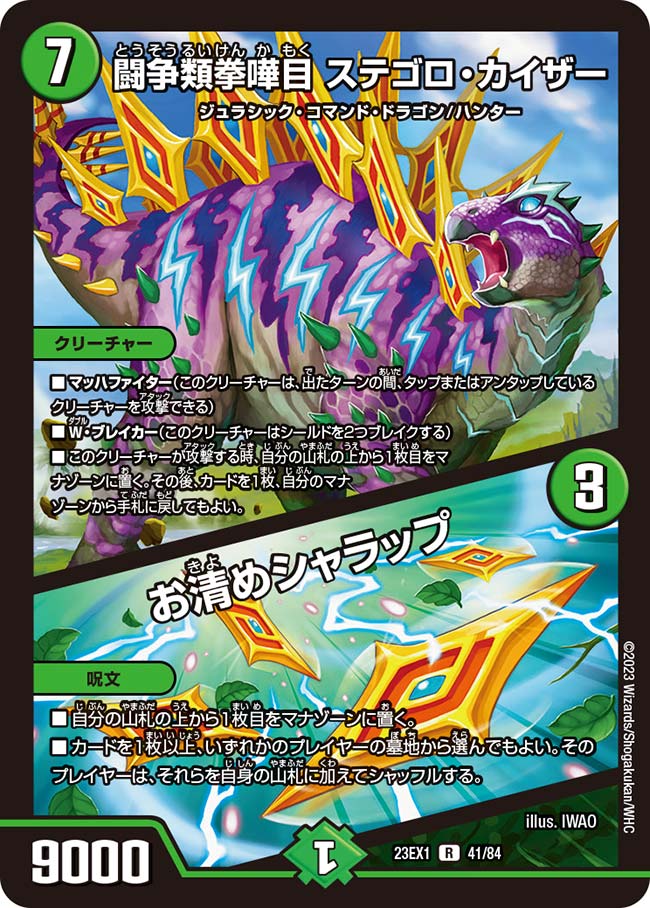 7
とうそうるいけん か もく
闘争類拳嘩目 ステゴロ・カイザー
ジュラシック・コマンド・ドラゴン/ハンター
クリーチャー
■マッハファイター(このクリーチャーは、出たターンの間、タップまたはアンタップしている
クリーチャーを攻撃できる)
■W・ブレイカー(このクリーチャーはシールドを2つブレイクする)
■このクリーチャーが攻撃する時、自分の山札の上から1枚目をマ
ナゾーンに置く。その後、カードを1枚、自分のマナ
ゾーンから手札に戻してもよい。
3
お清めシャラップ
呪文
■自分の山札の上から1枚目をマナゾーンに置く。
■カードを1枚以上、いずれかのプレイヤーの墓地から選んでもよい。その
プレイヤーは、それらを自身の山札に加えてシャッフルする。
illus. IWAO
©2023 Wizards/Shogakukan/WHC
9000
1
23EX1 R 41/84